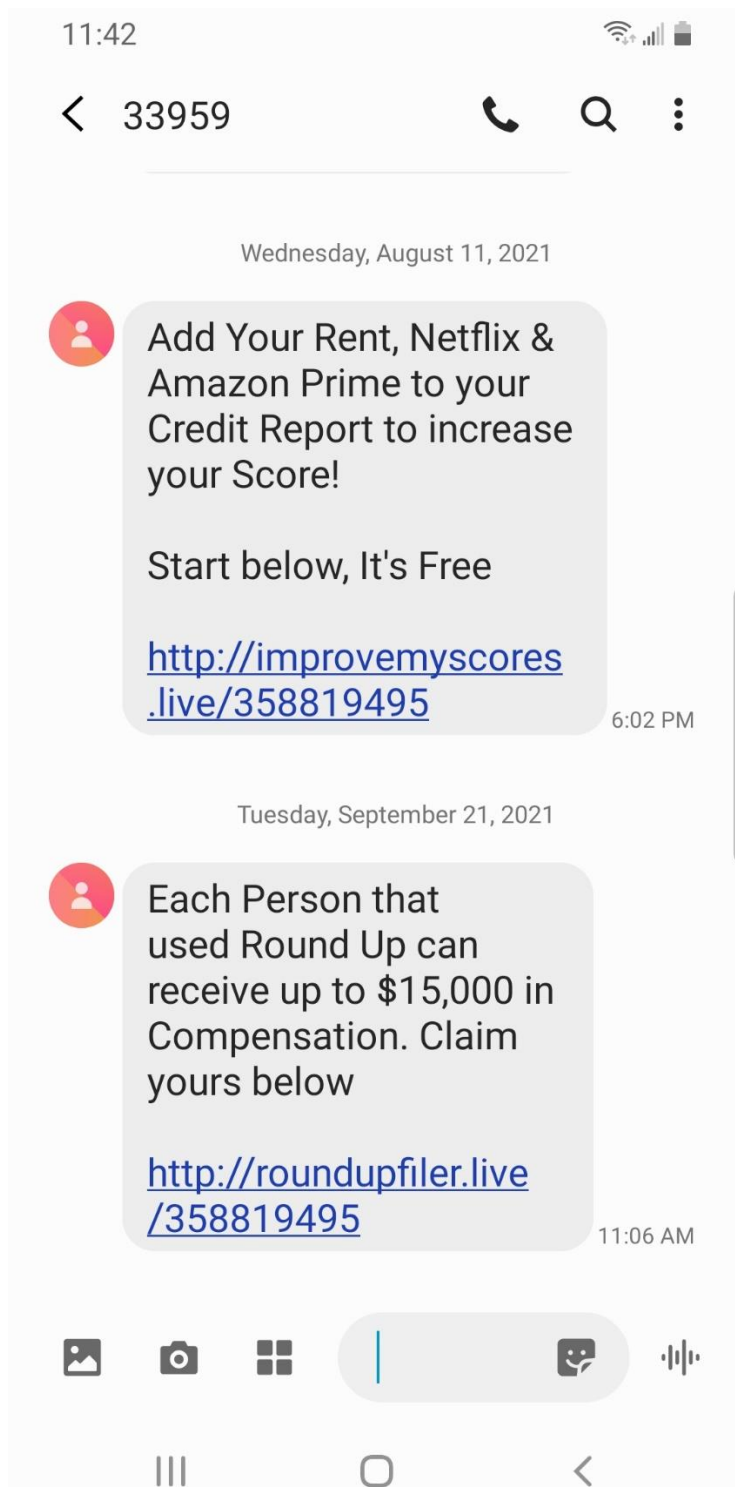 11:42
33959
Wednesday, August 11, 2021
Add Your Rent, Netflix &
Amazon Prime to your
Credit Report to increase
your Score!
Start below, It's Free
http://improvemyscores
.live/358819495
6:02 PM
Tuesday, September 21, 2021
Each Person that
used Round Up can
receive up to $15,000 in
Compensation. Claim
yours below
http://roundupfiler.live
/358819495
11:06 AM